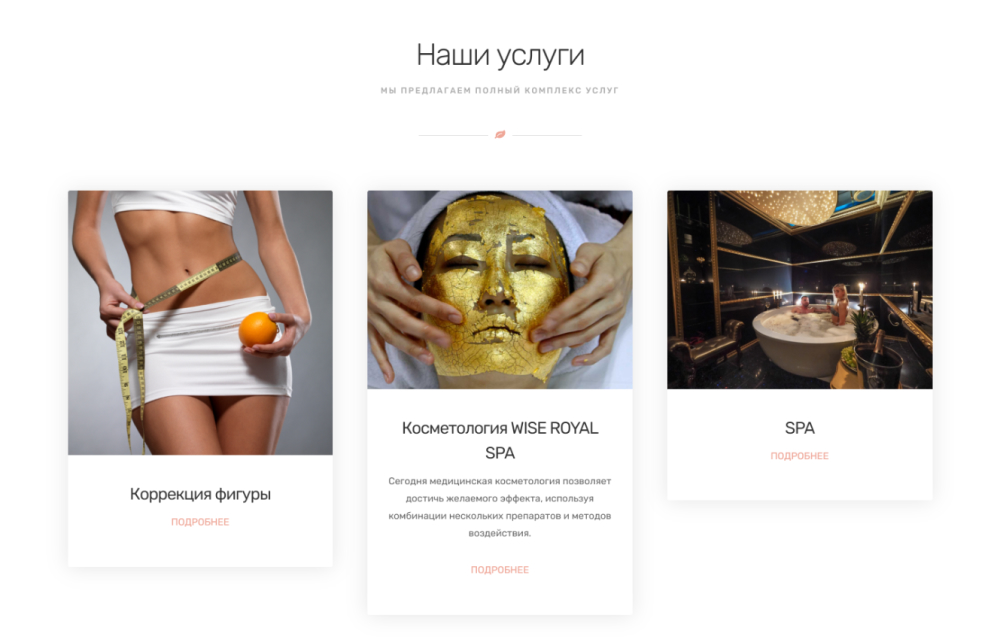 Наши услуги
МЫ ПРЕДЛАГАЕМ ПОЛНЫЙ КОМПЛЕКС УСЛУГ
Коррекция фигуры
ПОДРОБНЕЕ
Косметология WISE ROYAL
SPA
Сегодня медицинская косметология позволяет
достичь желаемого эффекта, используя
комбинации нескольких препаратов и методов
воздействия.
ПОДРОБНЕЕ
SPA
ПОДРОБНЕЕ